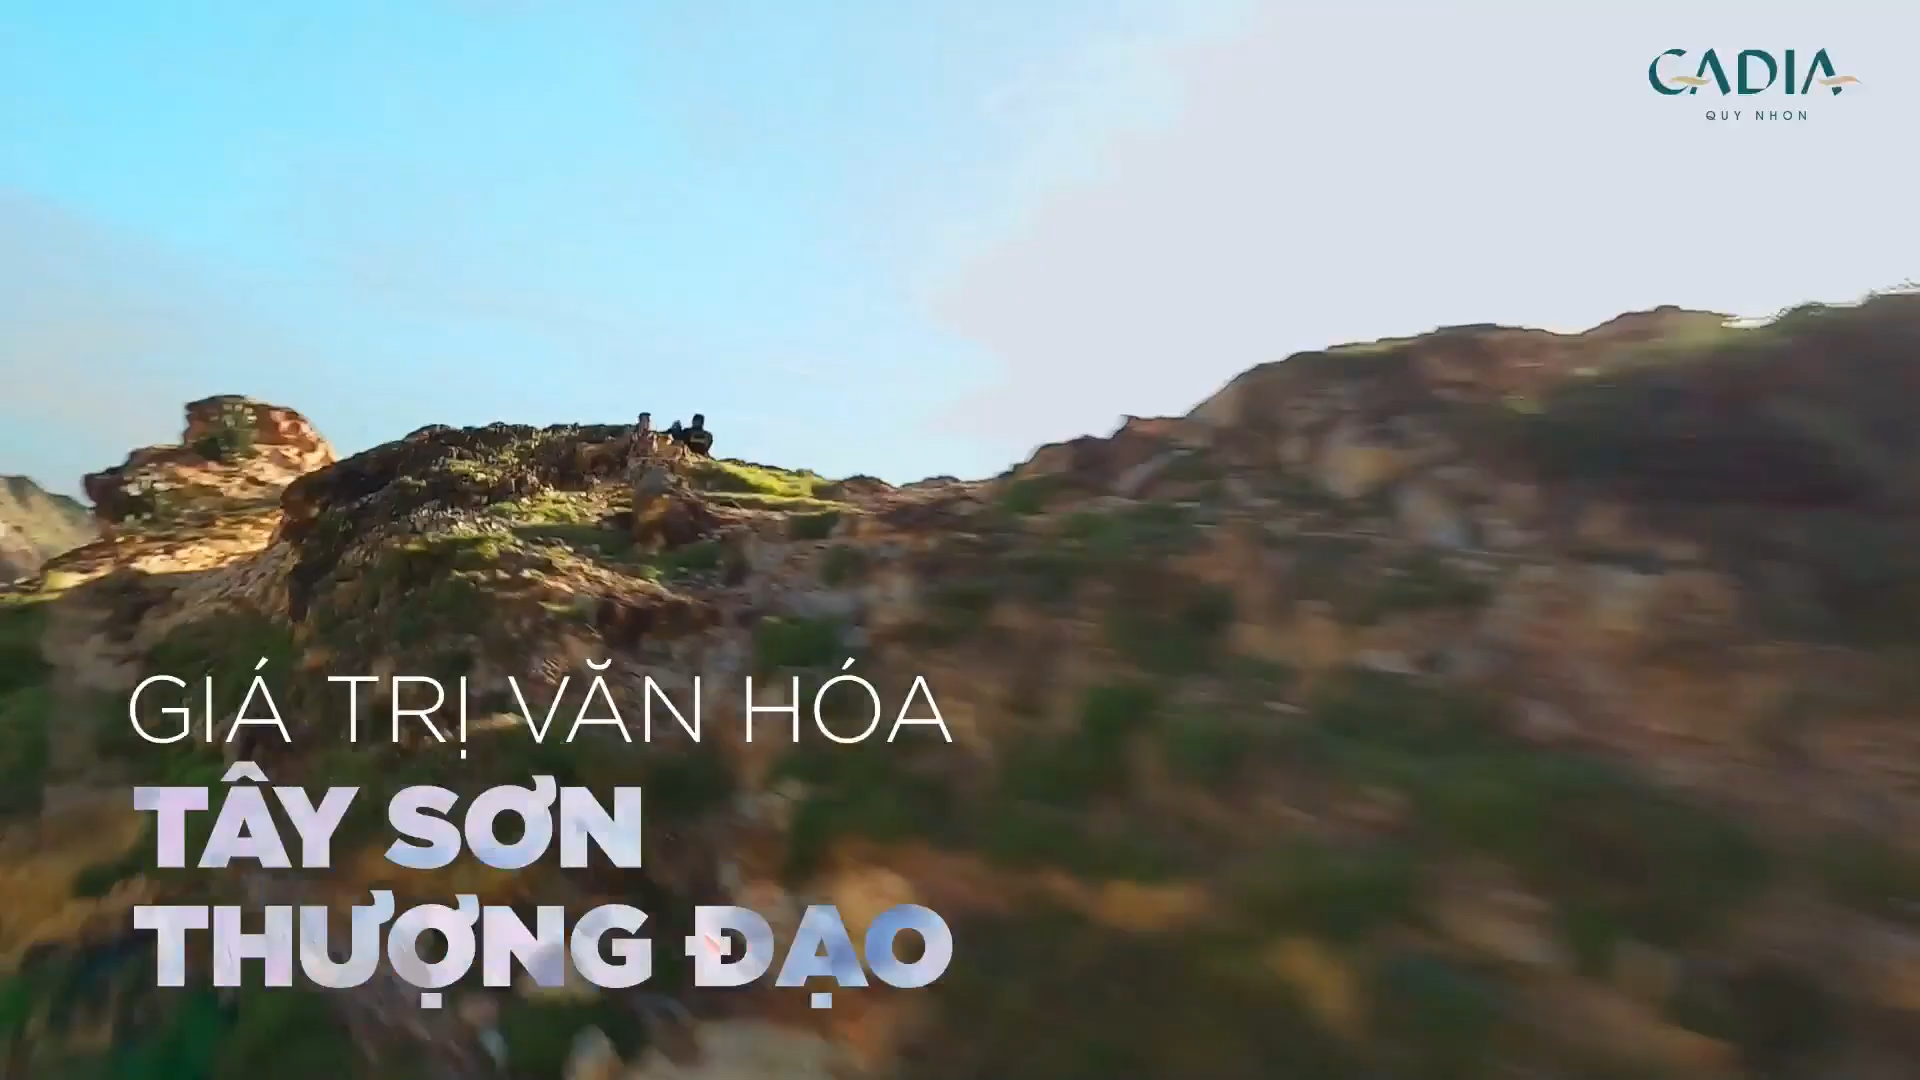 CADIA
QUY NHON
GIÁ TRỊ VĂN HÓA
TÂY SƠN
THƯỢNG ĐẠO